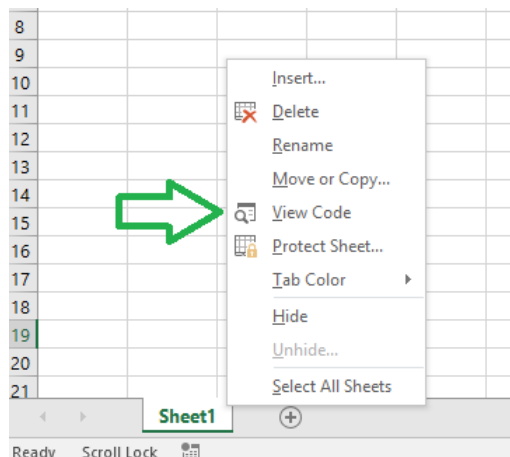 8
9
10
11
12
13
14
15
16
17
18
19
20
21
Insert...
Delete
Rename
Move or Copy...
View Code
Protect Sheet...
Tab Color
Hide
Unhide...
Select All Sheets
Sheet1
Ready Scroll Lock